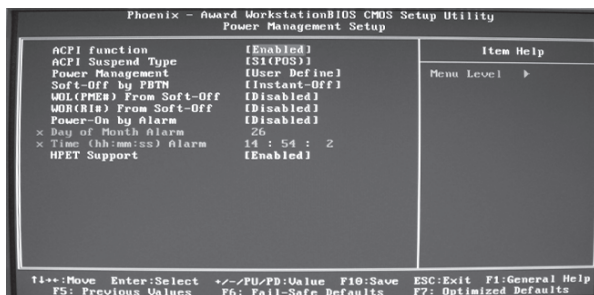 Phoenix - Award WorkstationBIOS CMOS Setup Utility
Power Management Setup
ACPI function [Enabled]
ACPI Suspend Type [S1(POS)]
Power Management [User Define]
Soft-Off by PBTN [Instant-Off]
WOL(PME#) From Soft-Off [Disabled]
WOR(RI#) From Soft-Off [Disabled]
Power-On by Alarm [Disabled]
x Day of Month Alarm 26
x Time (hh:mm:ss) Alarm 14 : 54 : 2
HPET Support [Enabled]
Item Help
Menu Level ▸
↑↓→←:Move Enter:Select +/-/PU/PD:Value F10:Save ESC:Exit F1:General Help
F5: Previous Values F6: Fail-Safe Defaults F7: Optimized Defaults